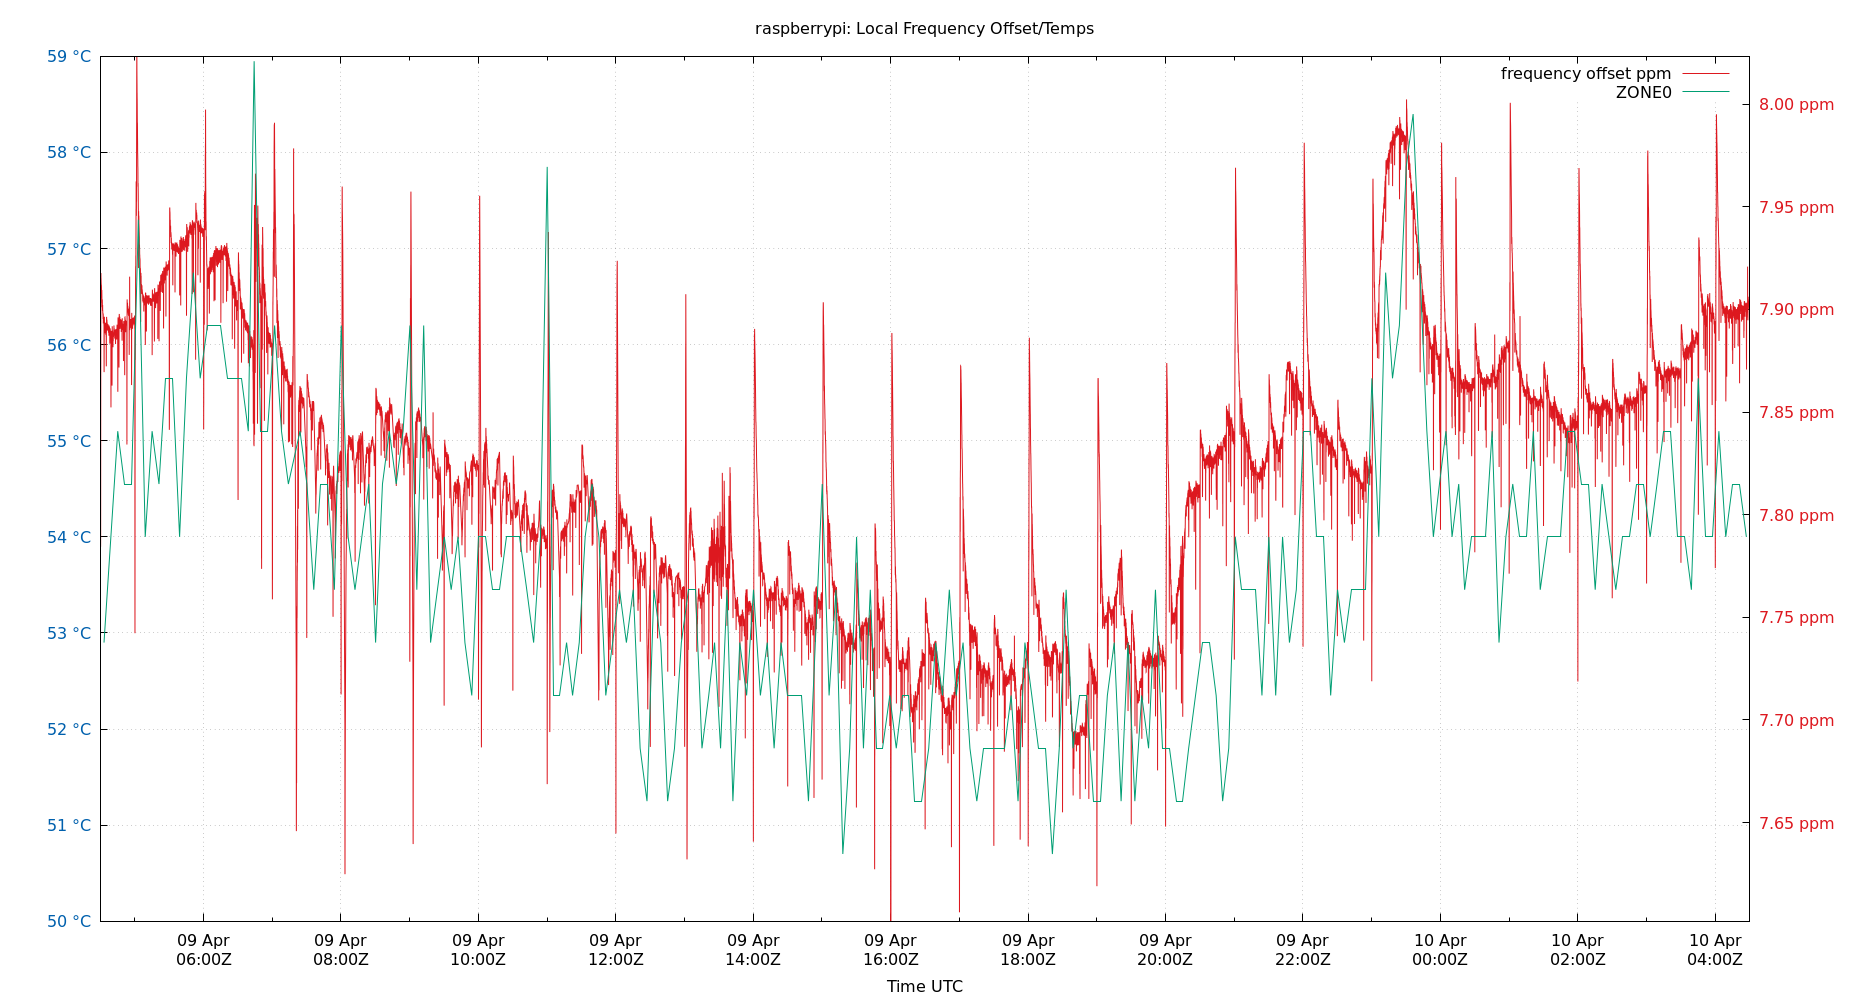 raspberrypi: Local Frequency Offset/Temps
frequency offset ppm
ZONE0
59 °C
58 °C
57 °C
56 °C
55 °C
54 °C
53 °C
52 °C
51 °C
50 °C
8.00 ppm
7.95 ppm
7.90 ppm
7.85 ppm
7.80 ppm
7.75 ppm
7.70 ppm
7.65 ppm
09 Apr
06:00Z
09 Apr
08:00Z
09 Apr
10:00Z
09 Apr
12:00Z
09 Apr
14:00Z
09 Apr
16:00Z
09 Apr
18:00Z
09 Apr
20:00Z
09 Apr
22:00Z
10 Apr
00:00Z
10 Apr
02:00Z
10 Apr
04:00Z
Time UTC